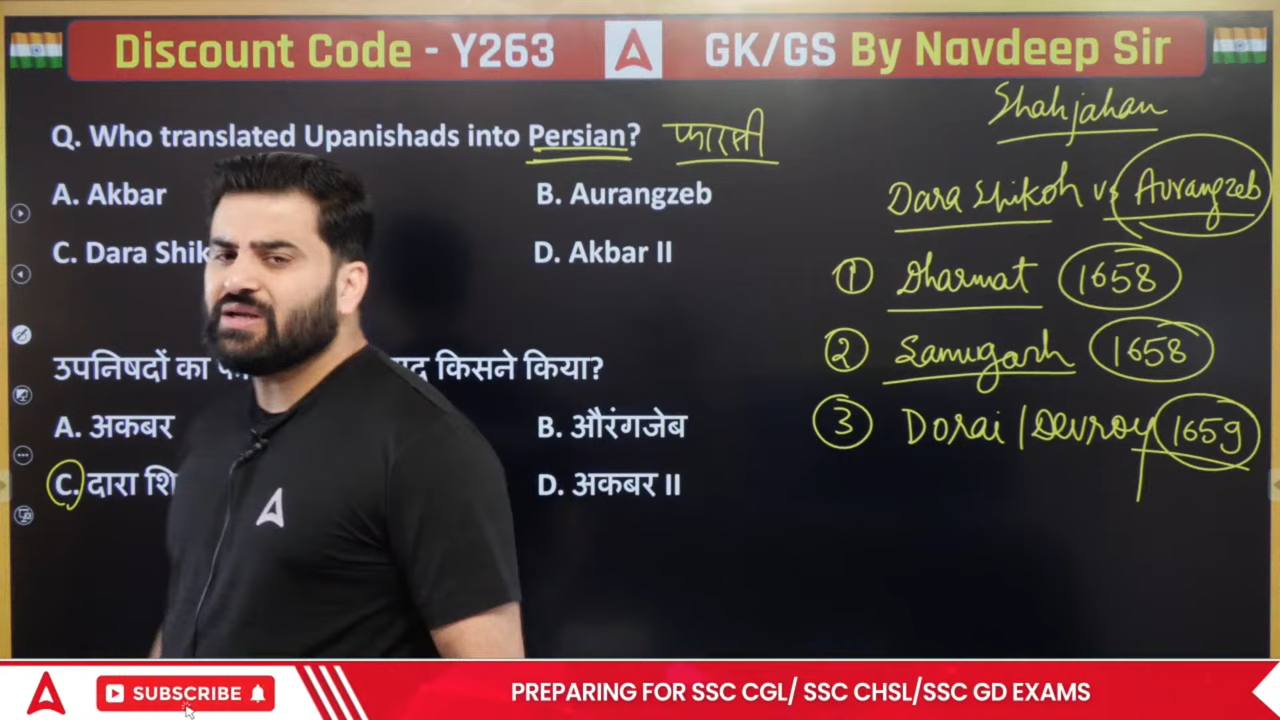 Discount Code - Y263
GK/GS By Navdeep Sir
Q. Who translated Upanishads into Persian? फारसी
A. Akbar
B. Aurangzeb
C. Dara Shik
D. Akbar II
उपनिषदों का
किसने किया?
A. अकबर
B. औरंगजेब
C. दारा शि
D. अकबर II
Shahjahan
Dara Shikoh vs Aurangzeb
① Dharmat 1658
② Samugarh 1658
③ Dorai / Devroy 1659
SUBSCRIBE
PREPARING FOR SSC CGL/ SSC CHSL/SSC GD EXAMS